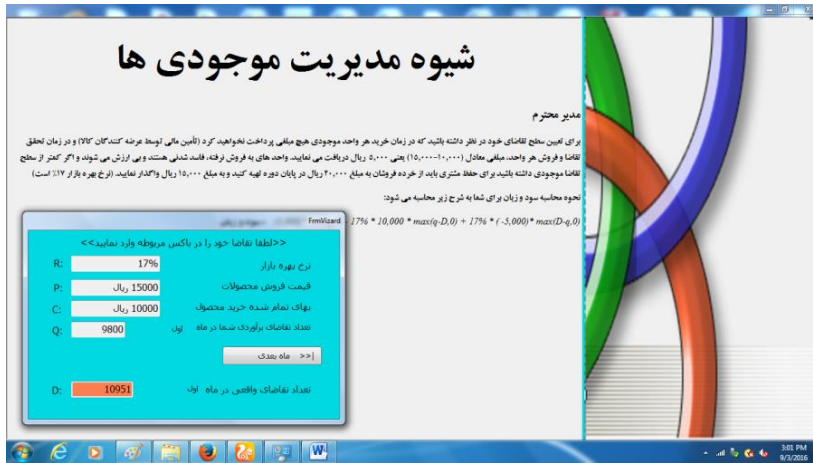 شیوه مدیریت موجودی ها
مدیر محترم
برای تعیین سطح تقاضای خود در نظر داشته باشید که در زمان خرید هر واحد موجودی هیچ مبلغی پرداخت نخواهید کرد (تأمین مالی توسط عرضه کنندگان کالا) و در زمان تحقق
تقاضا و فروش هر واحد، مبلغی معادل (۱۰,۰۰۰-۱۵,۰۰۰) یعنی ۵,۰۰۰ ریال دریافت می نمایید. واحد های به فروش نرفته، فاسد شدنی هستند و بی ارزش می شوند و اگر کمتر از سطح
تقاضا موجودی داشته باشید برای حفظ مشتری باید از خرده فروشان به مبلغ ۲۰,۰۰۰ ریال در پایان دوره تهیه کنید و به مبلغ ۱۵,۰۰۰ ریال واگذار نمایید. (نرخ بهره بازار ۱۷٪ است)
نحوه محاسبه سود و زیان برای شما به شرح زیر محاسبه می شود:
- 17% * 10,000 * max(q-D,0) + 17% * (-5,000)* max(D-q,0)
FrmVizard
<<لطفا تقاضا خود را در باکس مربوطه وارد نمایید>>
نرخ بهره بازار 17% R:
قیمت فروش محصولات 15000 ریال P:
بهای تمام شده خرید محصول 10000 ریال C:
تعداد تقاضای برآوردی شما در ماه اول 9800 Q:
ماه بعدی >>|
تعداد تقاضای واقعی در ماه اول 10951 D:
3:01 PM
9/3/2016